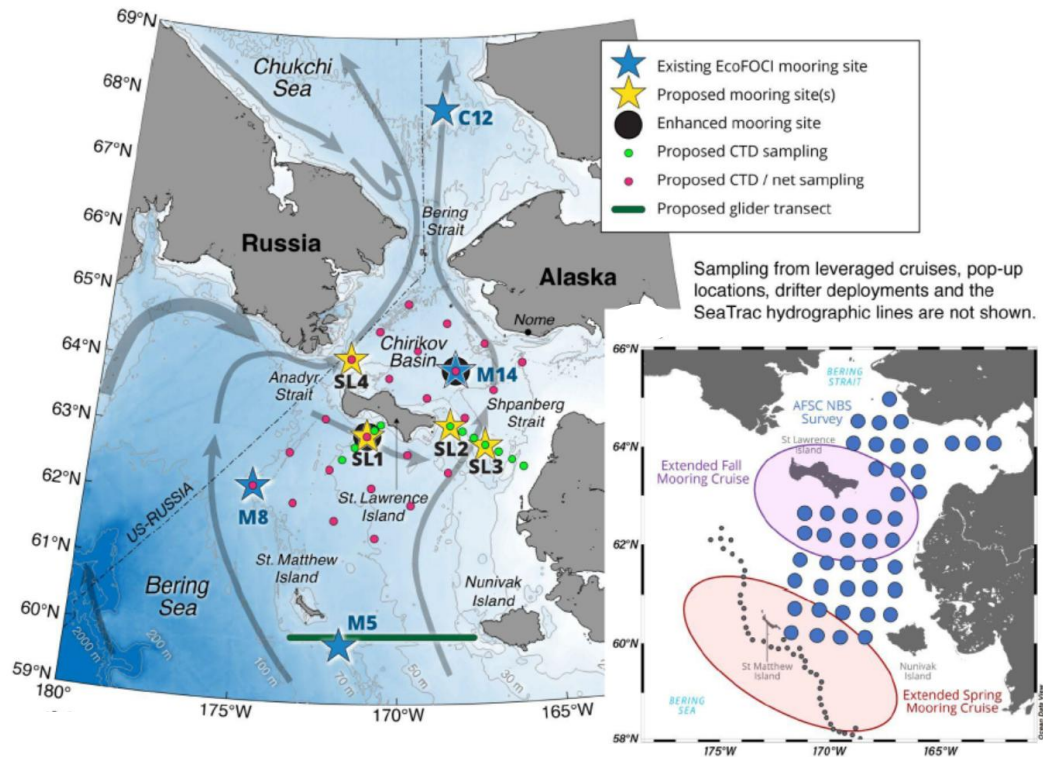 69°N
68°N
67°N
66°N
65°N
64°N
63°N
62°N
61°N
60°N
59°N
180°
175°W
170°W
165°W
Chukchi
Sea
C12
Bering
Strait
Russia
Alaska
Nome
Chirikov
Basin
M14
SL4
Anadyr
Strait
Shpanberg
Strait
SL1
SL2
SL3
St. Lawrence
Island
M8
US-RUSSIA
St. Matthew
Island
Nunivak
Island
Bering
Sea
M5
2000 m
200 m
100 m
70 m
50 m
30 m
Existing EcoFOCI mooring site
Proposed mooring site(s)
Enhanced mooring site
Proposed CTD sampling
Proposed CTD / net sampling
Proposed glider transect
Sampling from leveraged cruises, pop-up
locations, drifter deployments and the
SeaTrac hydrographic lines are not shown.
66°N
64°N
62°N
60°N
58°N
175°W
170°W
165°W
BERING
STRAIT
AFSC NBS
Survey
St Lawrence
Island
Extended Fall
Mooring Cruise
St Matthew
Island
Nunivak
Island
BERING
SEA
Extended Spring
Mooring Cruise
Ocean Data View